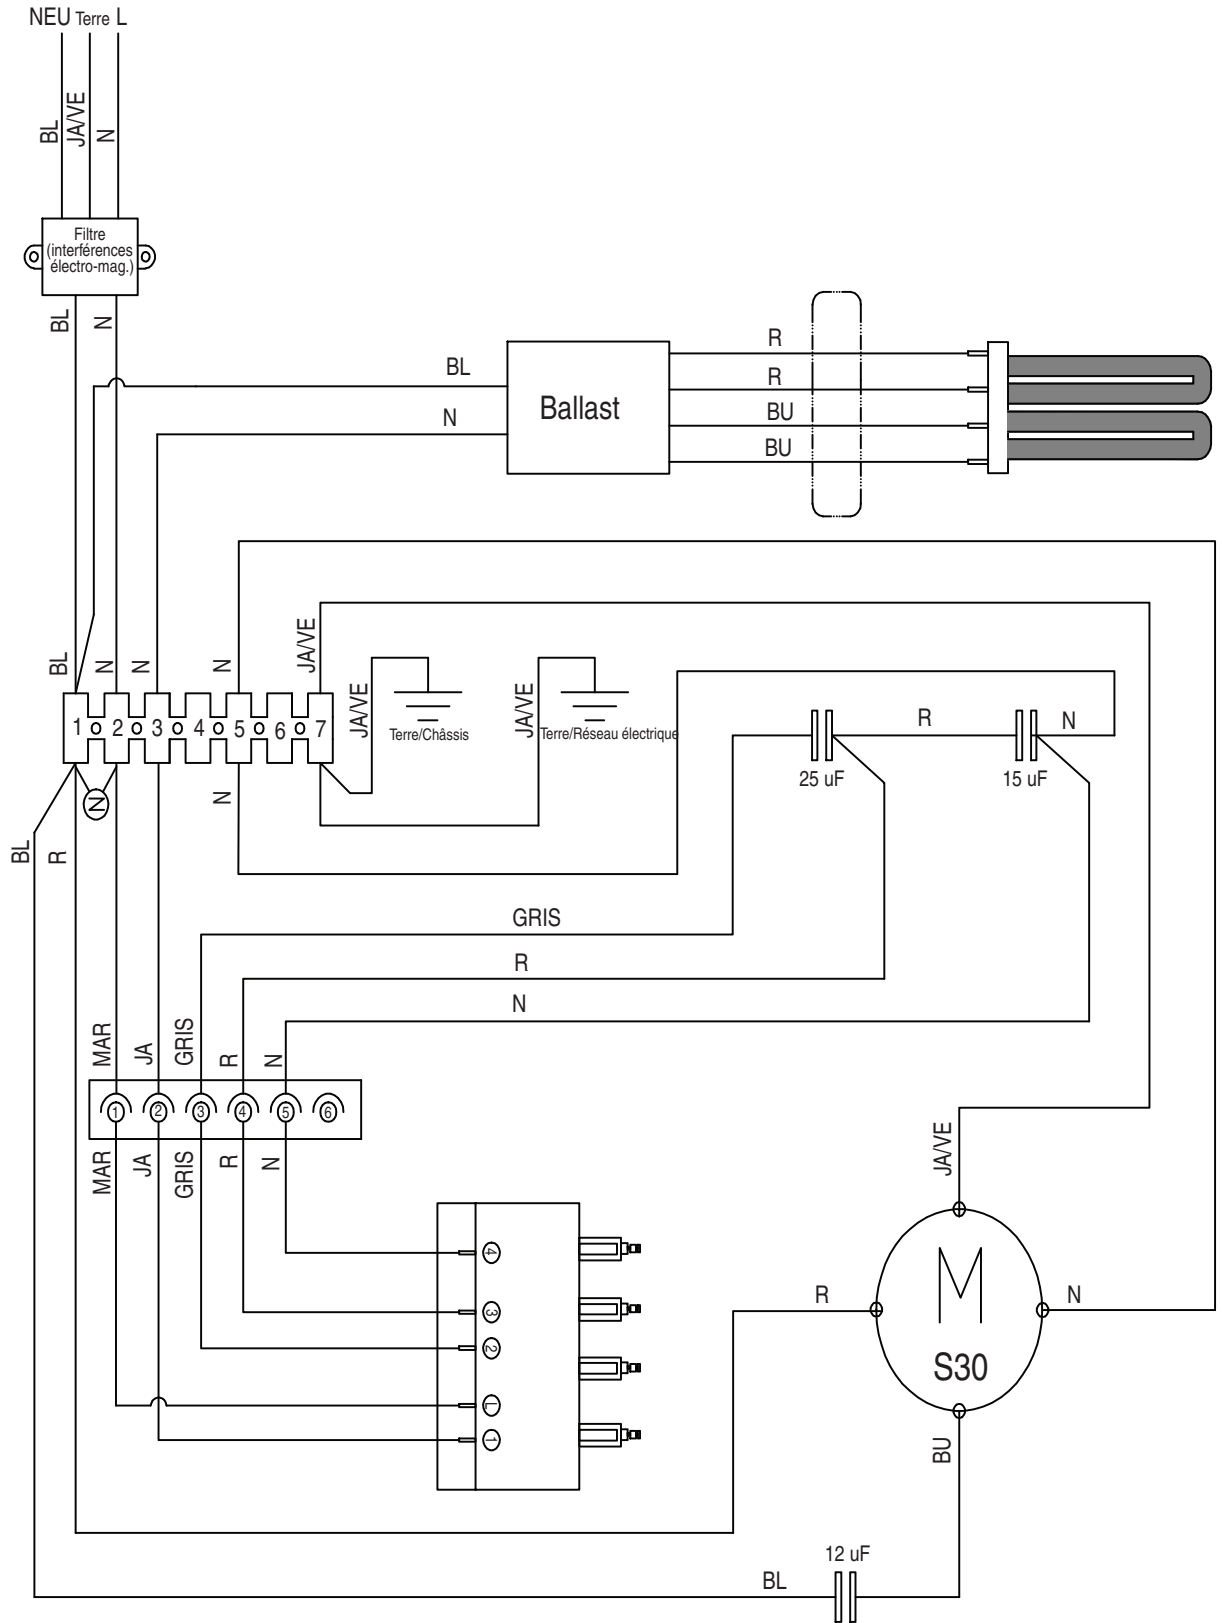 NEU Terre L
BL
JA/VE
N
Filtre
(interférences
électro-mag.)
BL
N
R
R
BU
BU
BL
N
Ballast
BL
N
N
N
JA/VE
JA/VE
JA/VE
Terre/Châssis
Terre/Réseau électrique
1
2
3
4
5
6
7
R
N
25 uF
15 uF
N
N
BL
R
GRIS
R
N
MAR
JA
GRIS
R
N
1
2
3
4
5
6
MAR
JA
GRIS
R
N
JA/VE
4
3
2
L
1
R
M
N
S30
BU
12 uF
BL